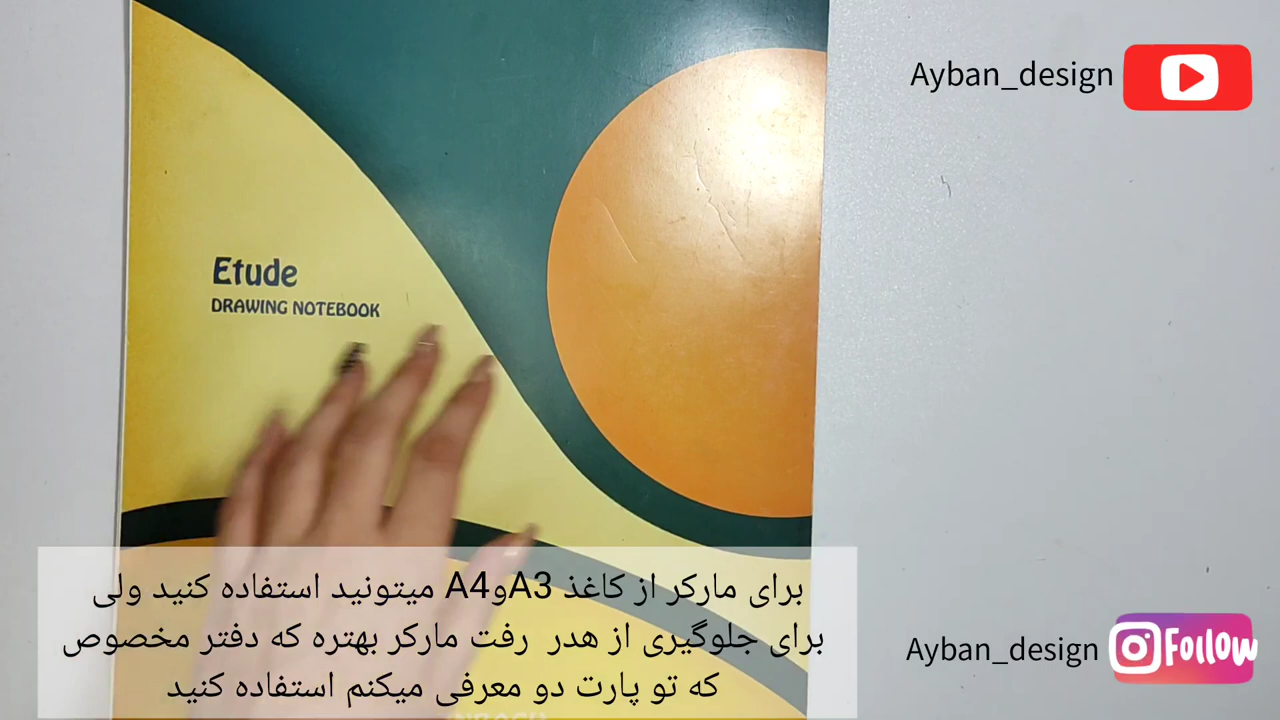 Ayban_design
Etude
DRAWING NOTEBOOK
برای مارکر از کاغذ A3وA4 میتونید استفاده کنید ولی
برای جلوگیری از هدر رفت مارکر بهتره که دفتر مخصوص
که تو پارت دو معرفی میکنم استفاده کنید
Ayban_design Follow